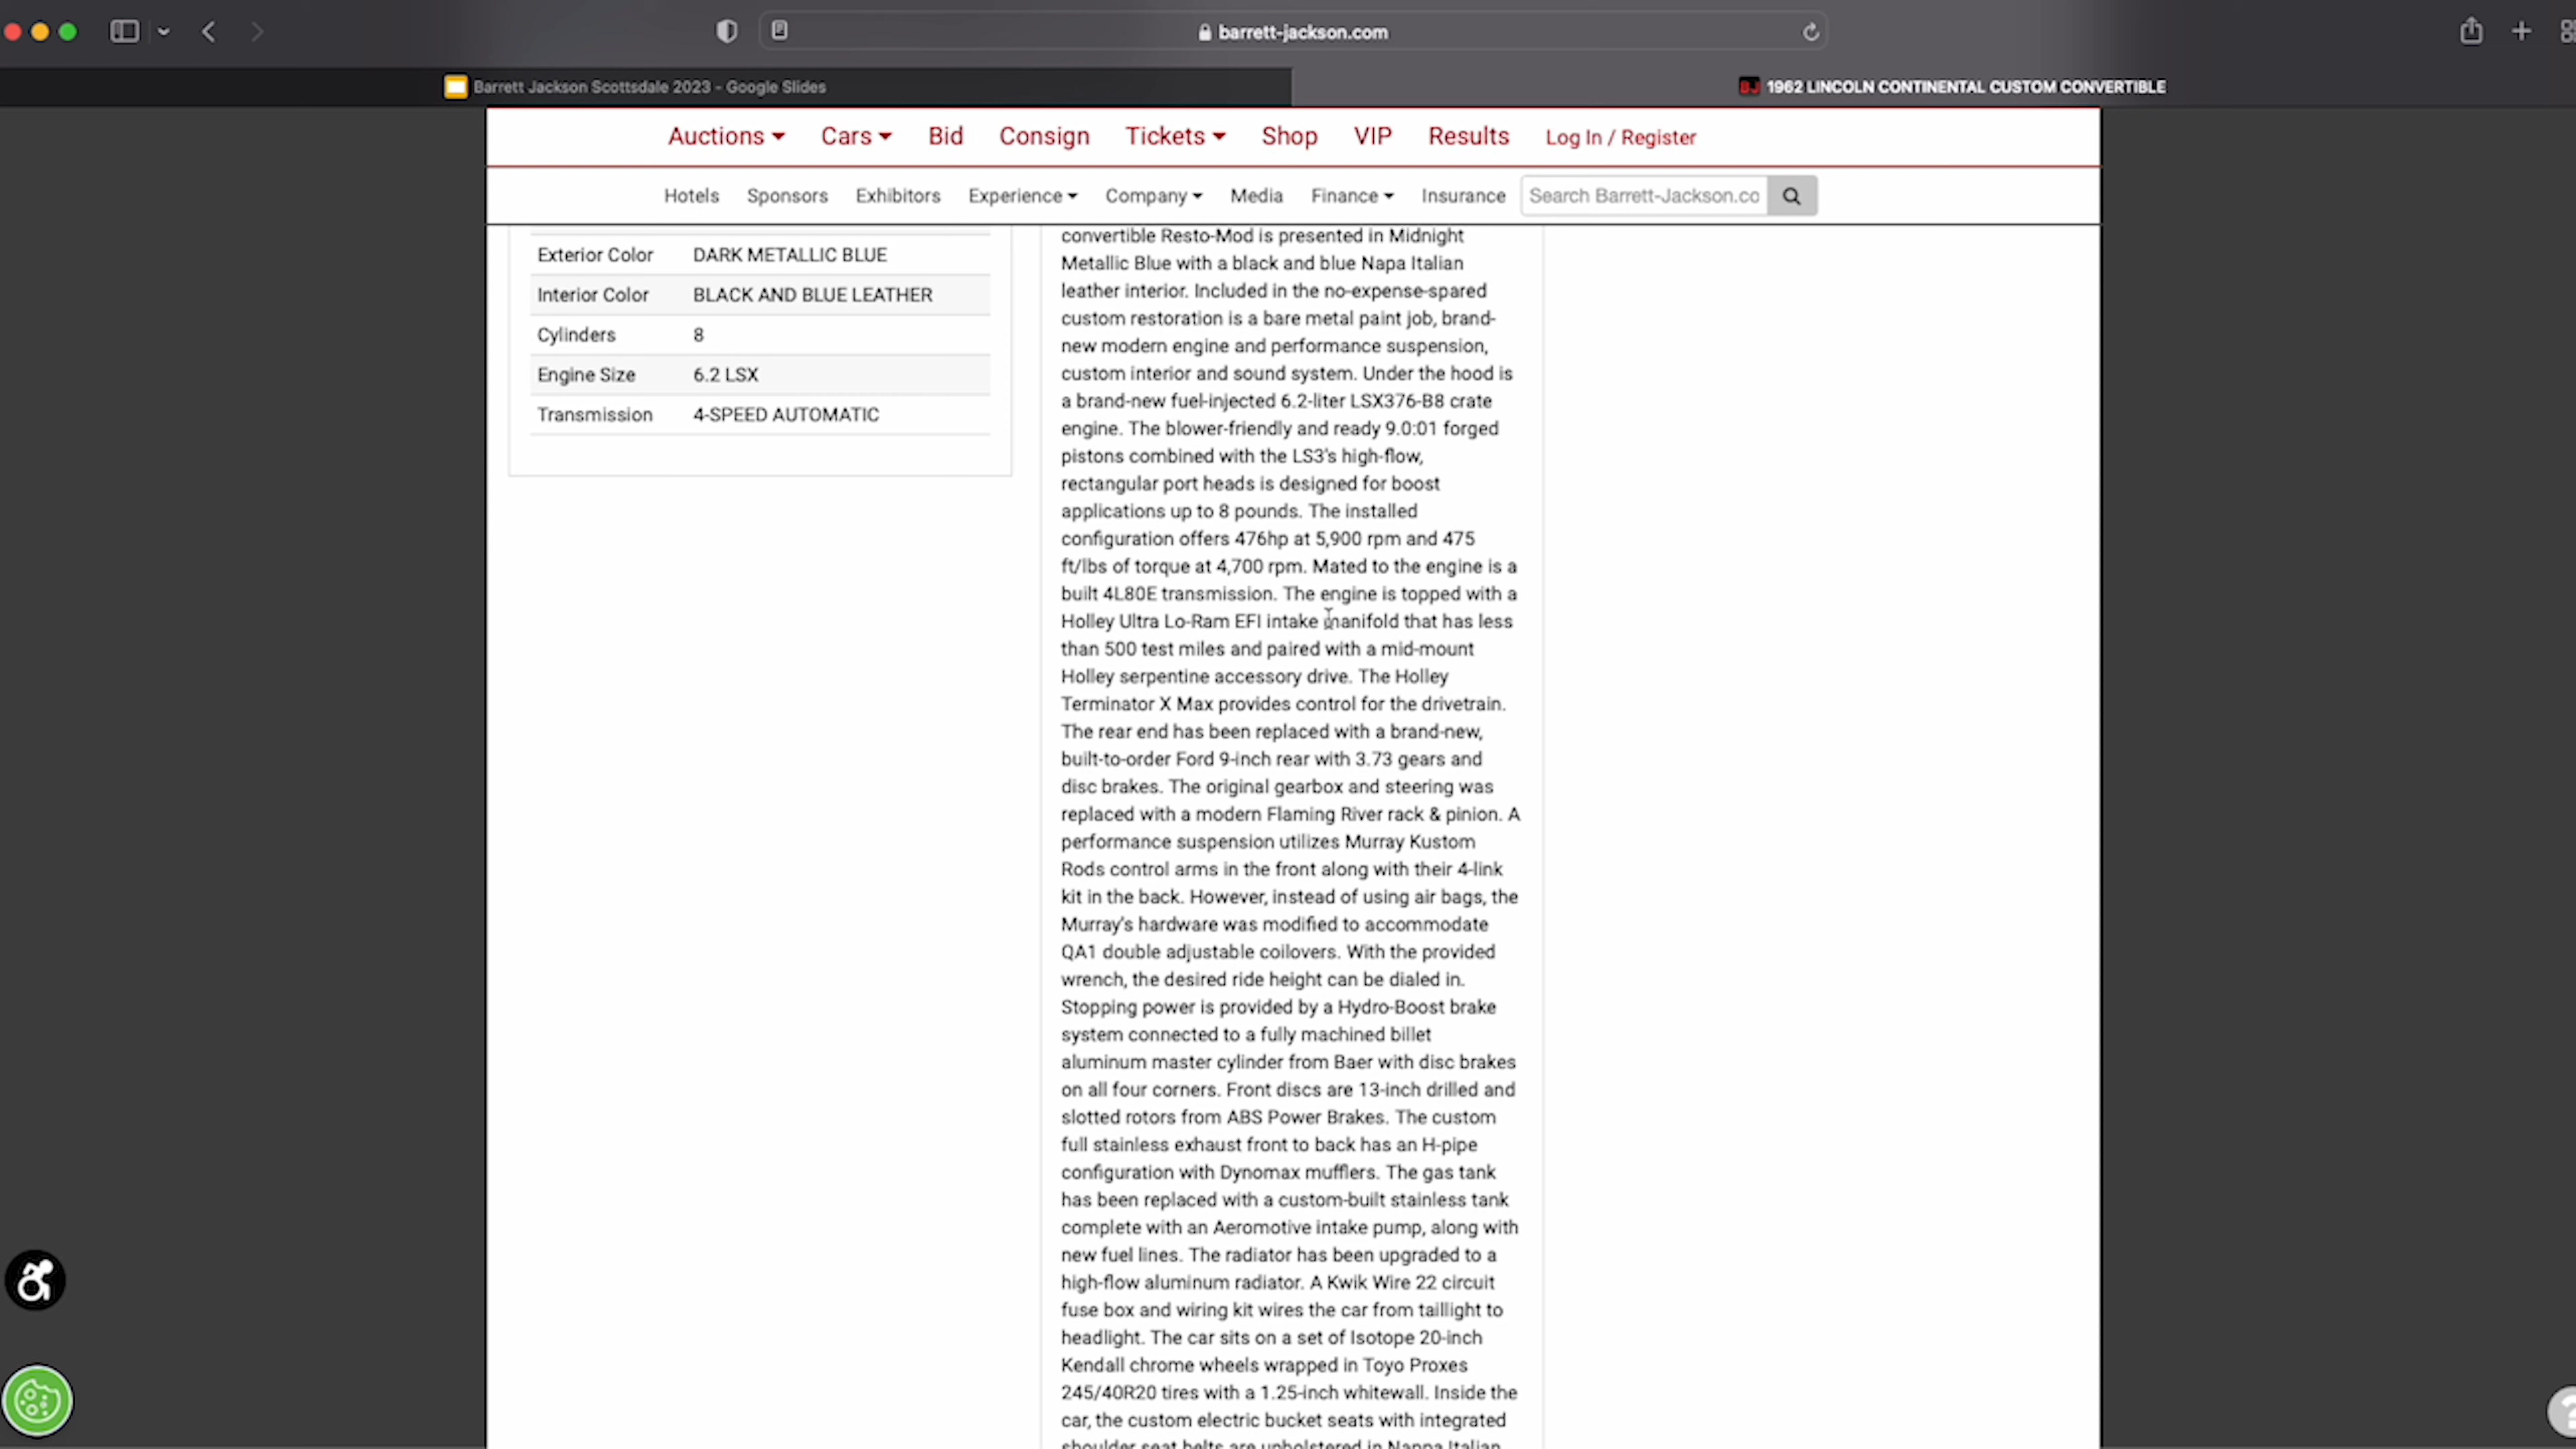 barrett-jackson.com
Barrett Jackson Scottsdale 2023 - Google Slides
BJ 1962 LINCOLN CONTINENTAL CUSTOM CONVERTIBLE
Auctions Cars Bid Consign Tickets Shop VIP Results Log In / Register
Hotels Sponsors Exhibitors Experience Company Media Finance Insurance Search Barrett-Jackson.co
Exterior Color DARK METALLIC BLUE
Interior Color BLACK AND BLUE LEATHER
Cylinders 8
Engine Size 6.2 LSX
Transmission 4-SPEED AUTOMATIC
convertible Resto-Mod is presented in Midnight
Metallic Blue with a black and blue Napa Italian
leather interior. Included in the no-expense-spared
custom restoration is a bare metal paint job, brand-
new modern engine and performance suspension,
custom interior and sound system. Under the hood is
a brand-new fuel-injected 6.2-liter LSX376-B8 crate
engine. The blower-friendly and ready 9.0:01 forged
pistons combined with the LS3's high-flow,
rectangular port heads is designed for boost
applications up to 8 pounds. The installed
configuration offers 476hp at 5,900 rpm and 475
ft/lbs of torque at 4,700 rpm. Mated to the engine is a
built 4L80E transmission. The engine is topped with a
Holley Ultra Lo-Ram EFI intake manifold that has less
than 500 test miles and paired with a mid-mount
Holley serpentine accessory drive. The Holley
Terminator X Max provides control for the drivetrain.
The rear end has been replaced with a brand-new,
built-to-order Ford 9-inch rear with 3.73 gears and
disc brakes. The original gearbox and steering was
replaced with a modern Flaming River rack & pinion. A
performance suspension utilizes Murray Kustom
Rods control arms in the front along with their 4-link
kit in the back. However, instead of using air bags, the
Murray's hardware was modified to accommodate
QA1 double adjustable coilovers. With the provided
wrench, the desired ride height can be dialed in.
Stopping power is provided by a Hydro-Boost brake
system connected to a fully machined billet
aluminum master cylinder from Baer with disc brakes
on all four corners. Front discs are 13-inch drilled and
slotted rotors from ABS Power Brakes. The custom
full stainless exhaust front to back has an H-pipe
configuration with Dynomax mufflers. The gas tank
has been replaced with a custom-built stainless tank
complete with an Aeromotive intake pump, along with
new fuel lines. The radiator has been upgraded to a
high-flow aluminum radiator. A Kwik Wire 22 circuit
fuse box and wiring kit wires the car from taillight to
headlight. The car sits on a set of Isotope 20-inch
Kendall chrome wheels wrapped in Toyo Proxes
245/40R20 tires with a 1.25-inch whitewall. Inside the
car, the custom electric bucket seats with integrated
shoulder seat belts are upholstered in Nappa Italian
?